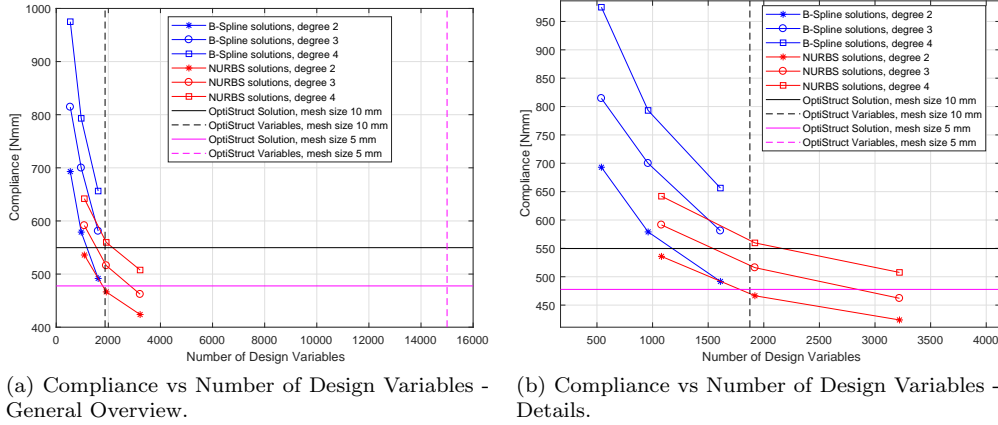 1000
900
800
700
600
500
400
Compliance [Nmm]
0
2000
4000
6000
8000
10000
12000
14000
16000
Number of Design Variables
B-Spline solutions, degree 2
B-Spline solutions, degree 3
B-Spline solutions, degree 4
NURBS solutions, degree 2
NURBS solutions, degree 3
NURBS solutions, degree 4
OptiStruct Solution, mesh size 10 mm
OptiStruct Variables, mesh size 10 mm
OptiStruct Solution, mesh size 5 mm
OptiStruct Variables, mesh size 5 mm
(a) Compliance vs Number of Design Variables -
General Overview.
950
900
850
800
750
700
650
600
550
500
450
Compliance [Nmm]
500
1000
1500
2000
2500
3000
3500
4000
Number of Design Variables
B-Spline solutions, degree 2
B-Spline solutions, degree 3
B-Spline solutions, degree 4
NURBS solutions, degree 2
NURBS solutions, degree 3
NURBS solutions, degree 4
OptiStruct Solution, mesh size 10 mm
OptiStruct Variables, mesh size 10 mm
OptiStruct Solution, mesh size 5 mm
OptiStruct Variables, mesh size 5 mm
(b) Compliance vs Number of Design Variables -
Details.